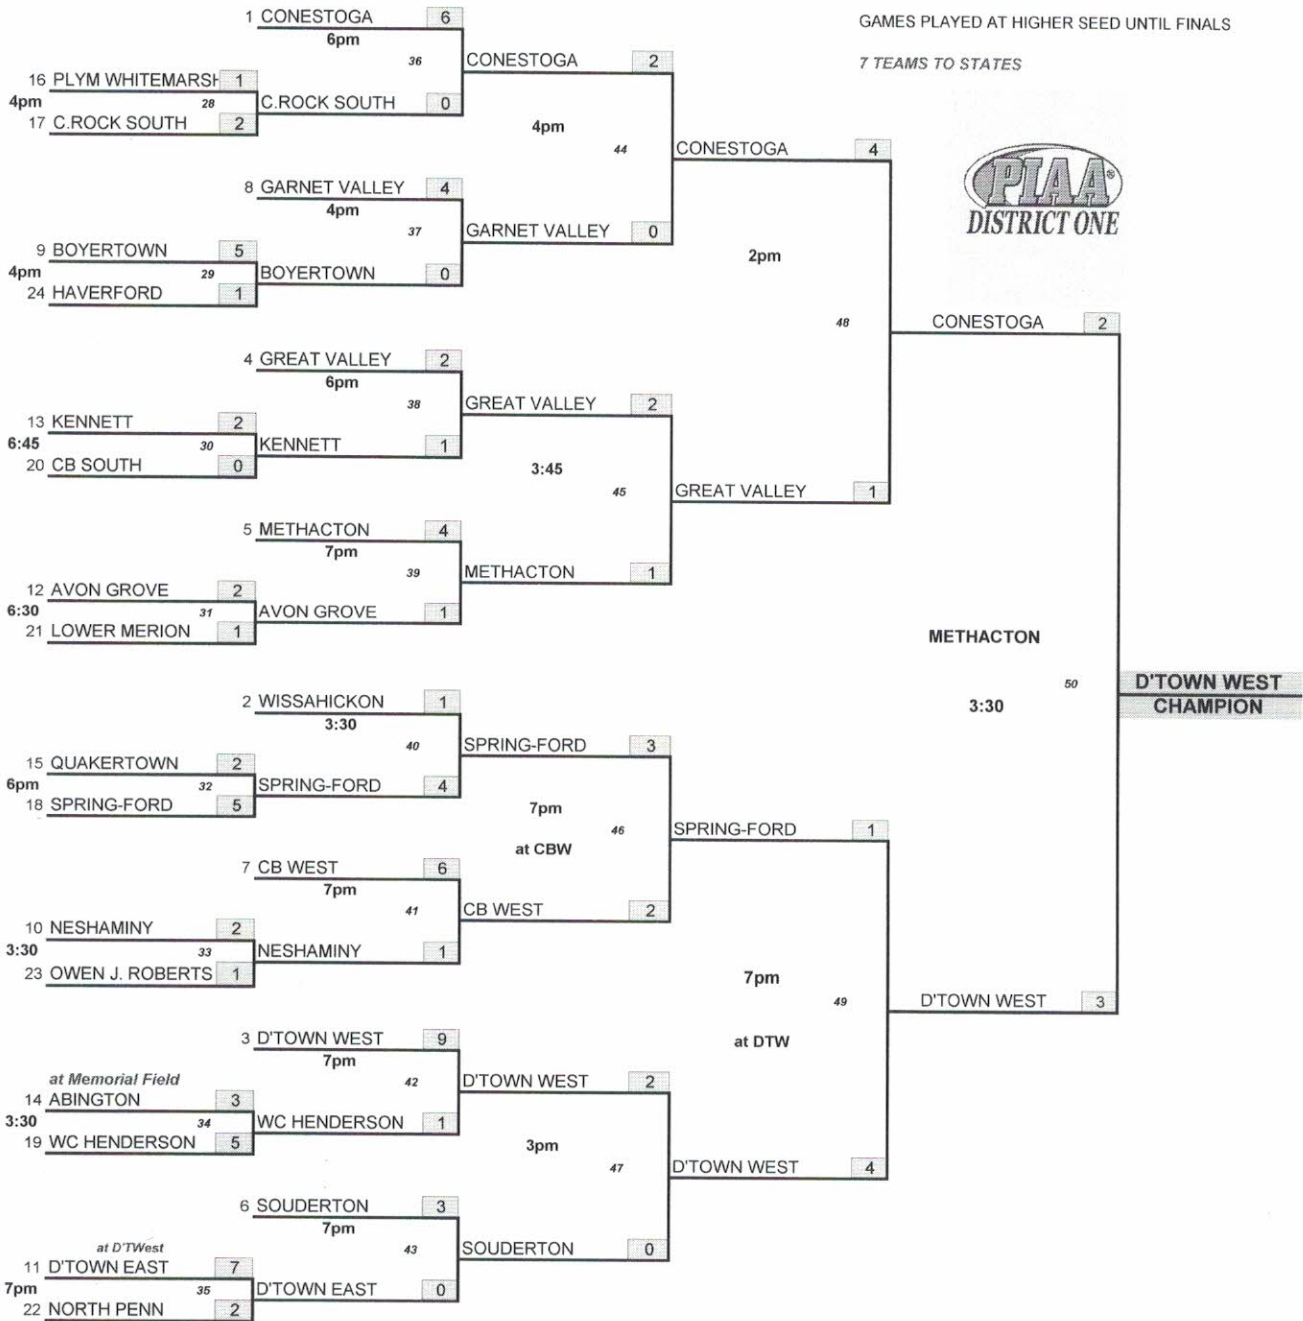 GAMES PLAYED AT HIGHER SEED UNTIL FINALS
7 TEAMS TO STATES
PIAA®
DISTRICT ONE
1 CONESTOGA 6
6pm
36
16 PLYM WHITEMARSH 1
4pm 28
17 C.ROCK SOUTH 2
C.ROCK SOUTH 0
CONESTOGA 2
4pm
44
8 GARNET VALLEY 4
4pm
37
9 BOYERTOWN 5
4pm 29
24 HAVERFORD 1
BOYERTOWN 0
GARNET VALLEY 0
CONESTOGA 4
2pm
48
4 GREAT VALLEY 2
6pm
38
13 KENNETT 2
6:45 30
20 CB SOUTH 0
KENNETT 1
GREAT VALLEY 2
3:45
45
5 METHACTON 4
7pm
39
12 AVON GROVE 2
6:30 31
21 LOWER MERION 1
AVON GROVE 1
METHACTON 1
GREAT VALLEY 1
CONESTOGA 2
METHACTON
50
3:30
D'TOWN WEST
CHAMPION
2 WISSAHICKON 1
3:30
40
15 QUAKERTOWN 2
6pm 32
18 SPRING-FORD 5
SPRING-FORD 4
SPRING-FORD 3
7pm
46
at CBW
7 CB WEST 6
7pm
41
10 NESHAMINY 2
3:30 33
23 OWEN J. ROBERTS 1
NESHAMINY 1
CB WEST 2
SPRING-FORD 1
7pm
49
at DTW
3 D'TOWN WEST 9
7pm
42
at Memorial Field
14 ABINGTON 3
3:30 34
19 WC HENDERSON 5
WC HENDERSON 1
D'TOWN WEST 2
3pm
47
6 SOUDERTON 3
7pm
43
at D'TWest
11 D'TOWN EAST 7
7pm 35
22 NORTH PENN 2
D'TOWN EAST 0
SOUDERTON 0
D'TOWN WEST 4
D'TOWN WEST 3